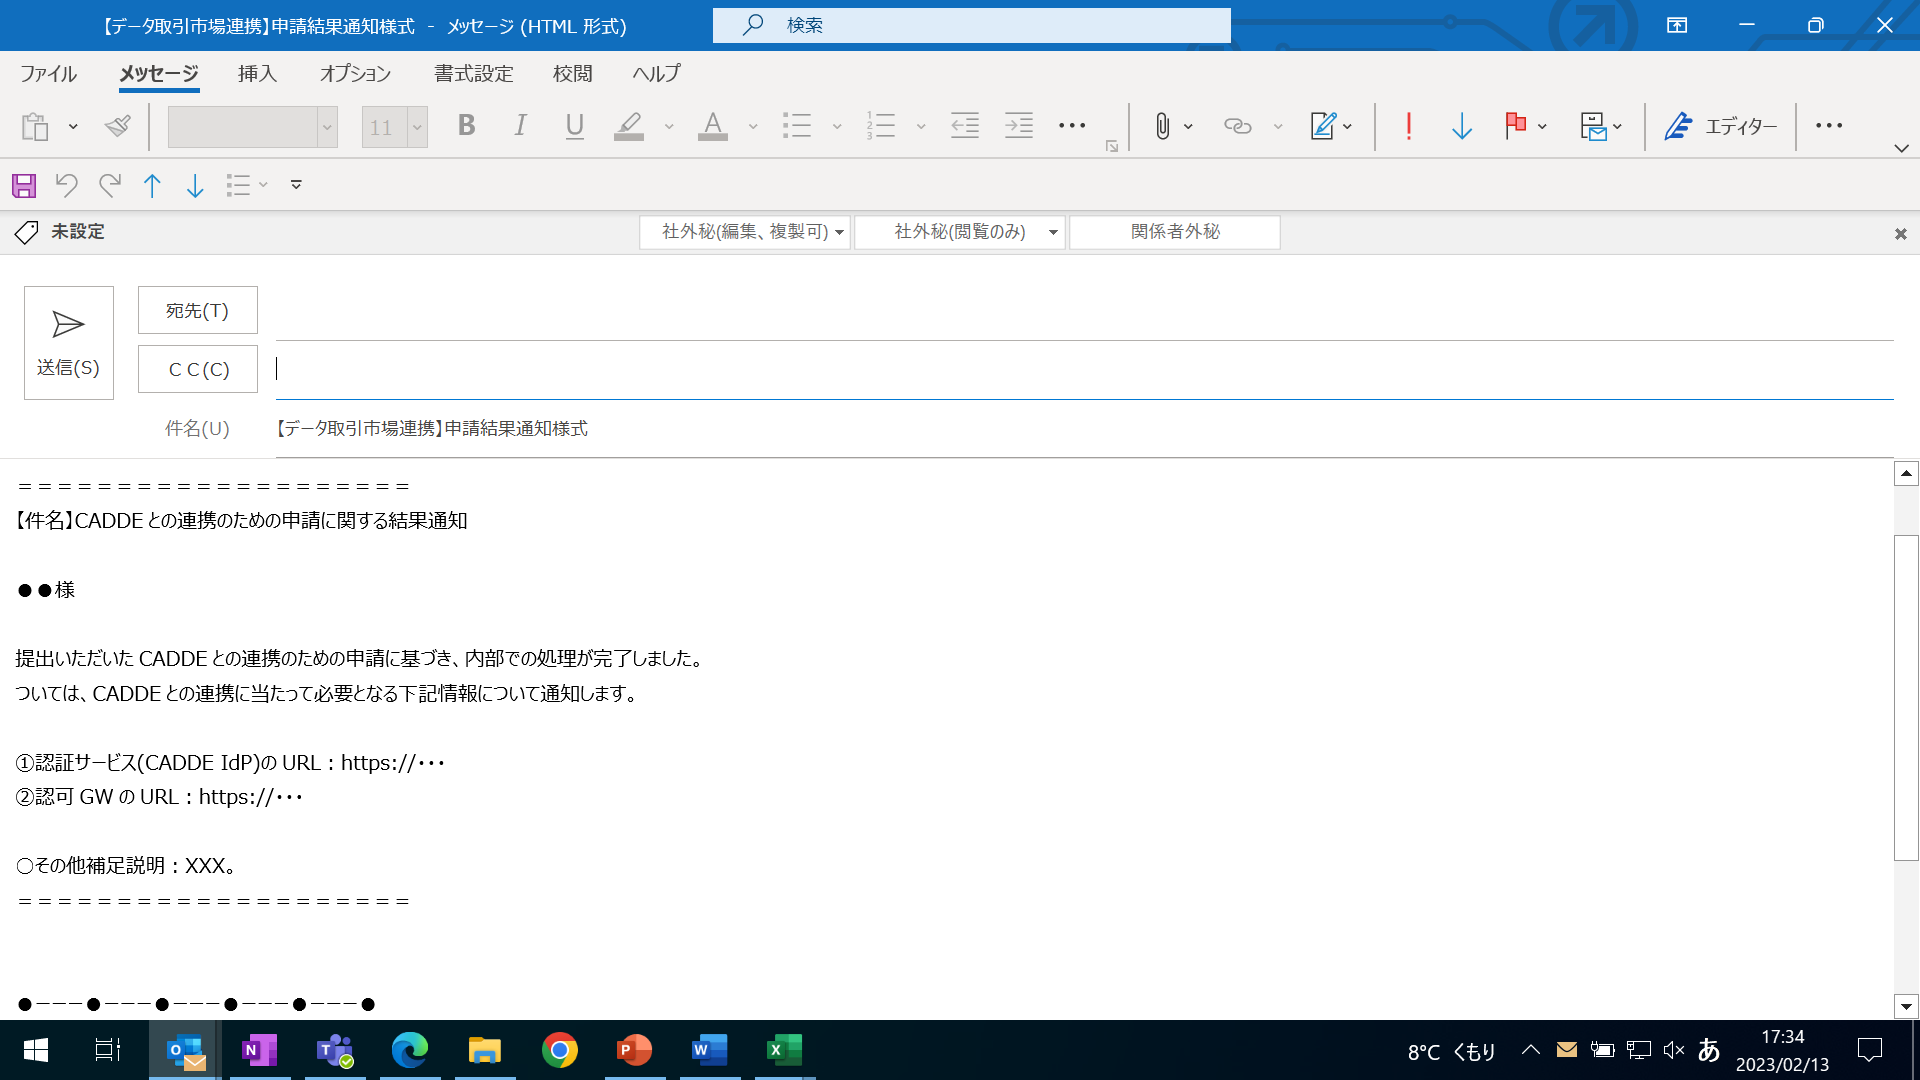 【データ取引市場連携】申請結果通知様式 - メッセージ (HTML 形式)
検索
ファイル メッセージ 挿入 オプション 書式設定 校閲 ヘルプ
11 B I U A エディター
未設定 社外秘(編集、複製可) 社外秘(閲覧のみ) 関係者外秘
宛先(T)
送信(S)
ＣＣ(C)
件名(U) 【データ取引市場連携】申請結果通知様式
＝＝＝＝＝＝＝＝＝＝＝＝＝＝＝＝＝＝＝＝
【件名】CADDEとの連携のための申請に関する結果通知
●●様
提出いただいた CADDE との連携のための申請に基づき、内部での処理が完了しました。
ついては、CADDE との連携に当たって必要となる下記情報について通知します。
①認証サービス(CADDE IdP)の URL：https://・・・
②認可 GW の URL：https://・・・
○その他補足説明：XXX。
＝＝＝＝＝＝＝＝＝＝＝＝＝＝＝＝＝＝＝＝
●－－－●－－－●－－－●－－－●－－－●
8°C くもり あ 17:34
2023/02/13